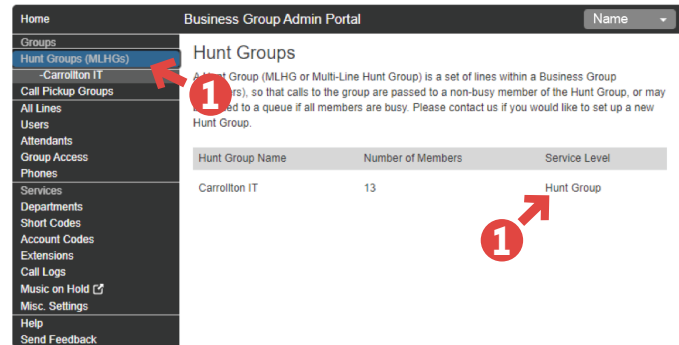 Home
Business Group Admin Portal
Name
Groups
Hunt Groups (MLHGs)
-Carrollton IT
Call Pickup Groups
All Lines
Users
Attendants
Group Access
Phones
Services
Departments
Short Codes
Account Codes
Extensions
Call Logs
Music on Hold
Misc. Settings
Help
Send Feedback
1
Hunt Groups
A Hunt Group (MLHG or Multi-Line Hunt Group) is a set of lines within a Business Group
so that calls to the group are passed to a non-busy member of the Hunt Group, or may
to a queue if all members are busy. Please contact us if you would like to set up a new
Hunt Group.
Hunt Group Name Number of Members Service Level
Carrollton IT 13 Hunt Group
1